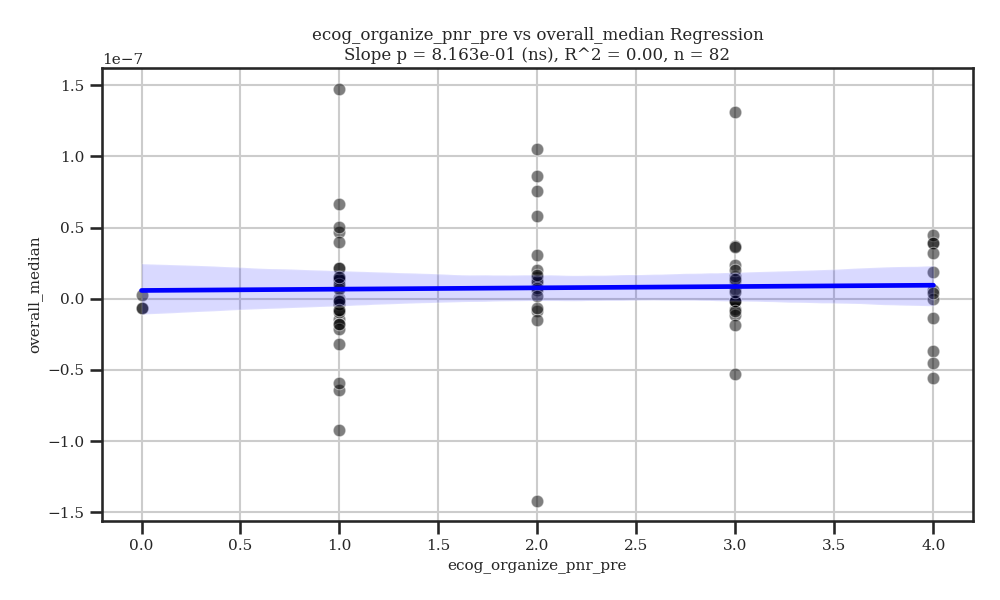 ecog_organize_pnr_pre vs overall_median Regression
Slope p = 8.163e-01 (ns), R^2 = 0.00, n = 82
1e−7
1.5
1.0
0.5
0.0
−0.5
−1.0
−1.5
overall_median
0.0 0.5 1.0 1.5 2.0 2.5 3.0 3.5 4.0
ecog_organize_pnr_pre